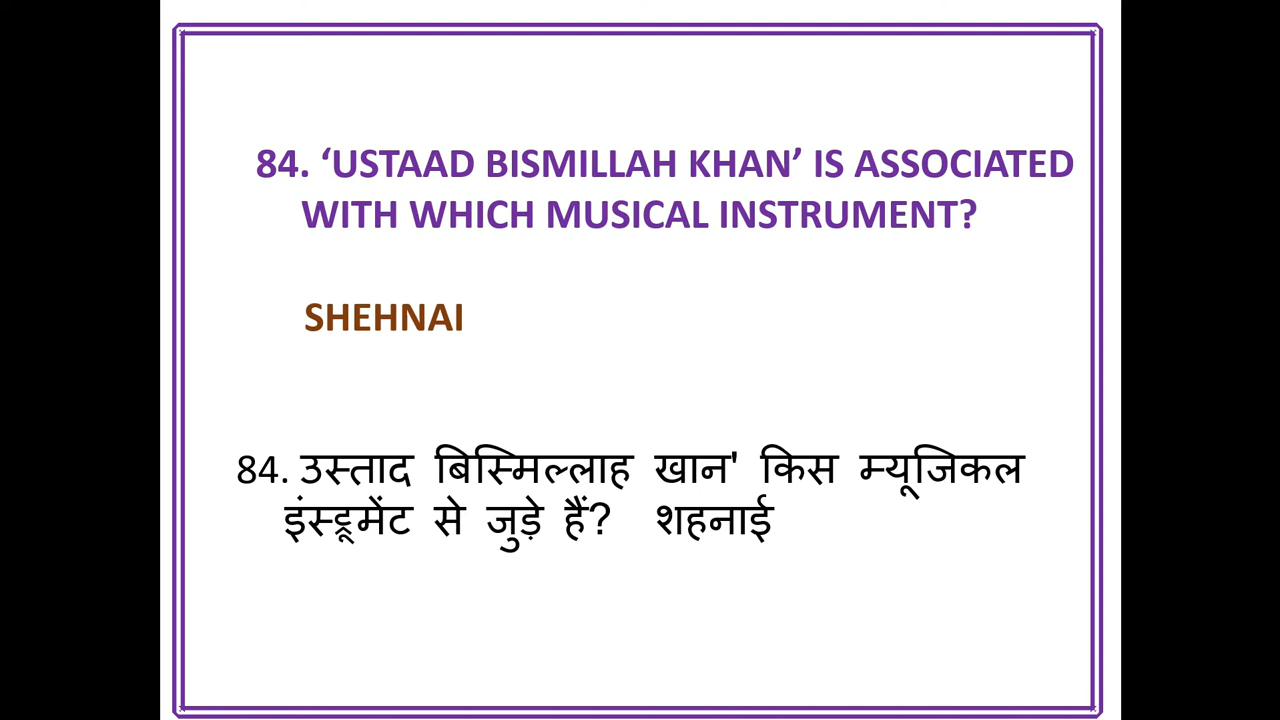 84. ‘USTAAD BISMILLAH KHAN’ IS ASSOCIATED
WITH WHICH MUSICAL INSTRUMENT?
SHEHNAI
84. उस्ताद बिस्मिल्लाह खान' किस म्यूजिकल
इंस्ड्रूमेंट से जुड़े हैं? शहनाई